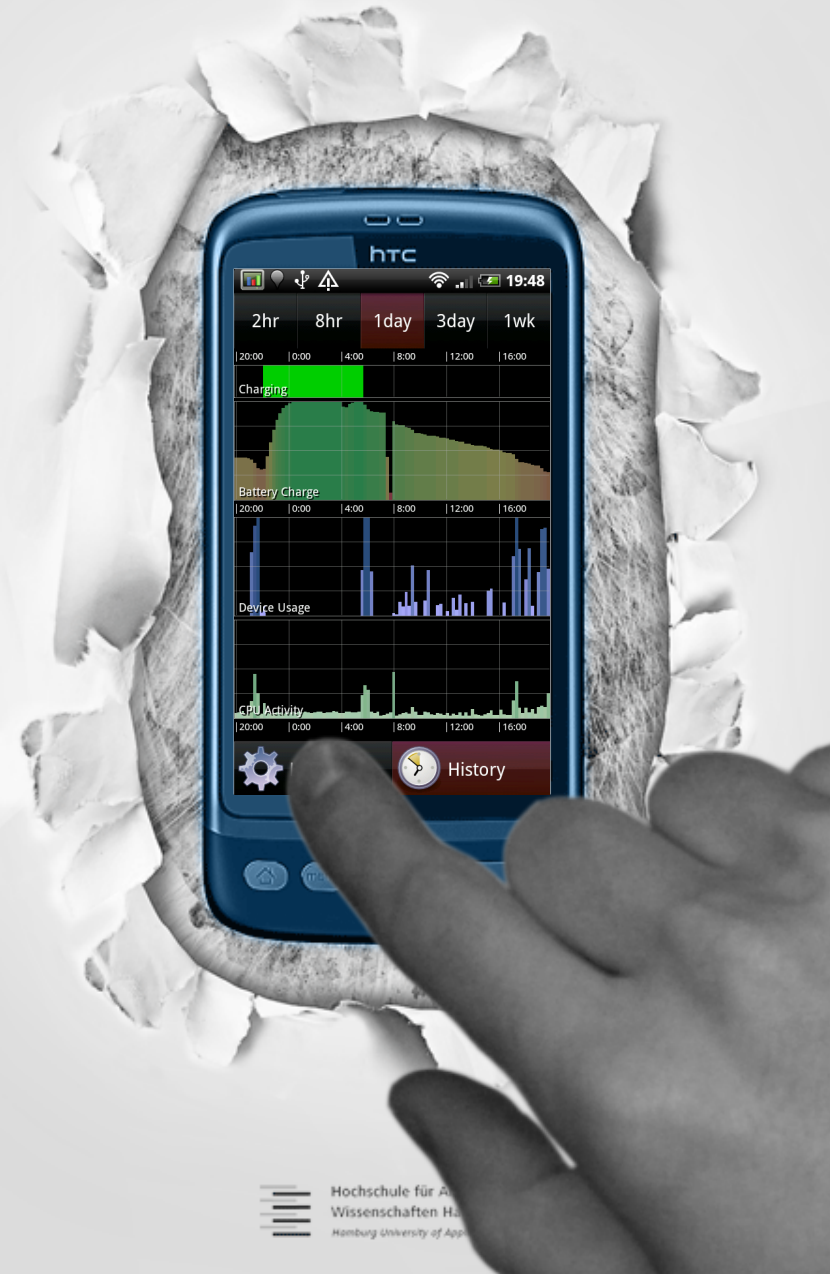 hTC
19:48
2hr 8hr 1day 3day 1wk
20:00 0:00 4:00 8:00 12:00 16:00
Charging
Battery Charge
20:00 0:00 4:00 8:00 12:00 16:00
Device Usage
CPU Activity
20:00 0:00 4:00 8:00 12:00 16:00
History
Hochschule für
Wissenschaften
Hamburg University of